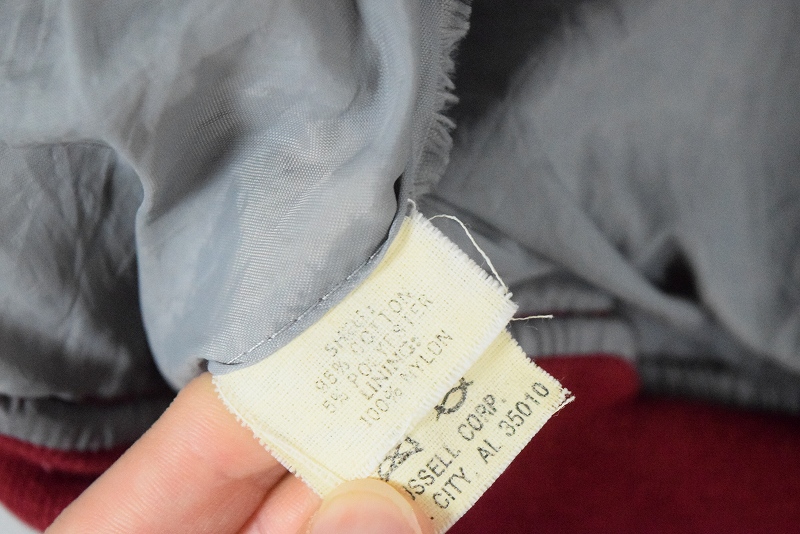 SHELL:
95% COTTON
5% POLYESTER
LINING:
100% NYLON
SSELL CORP.
CITY, AL 35010